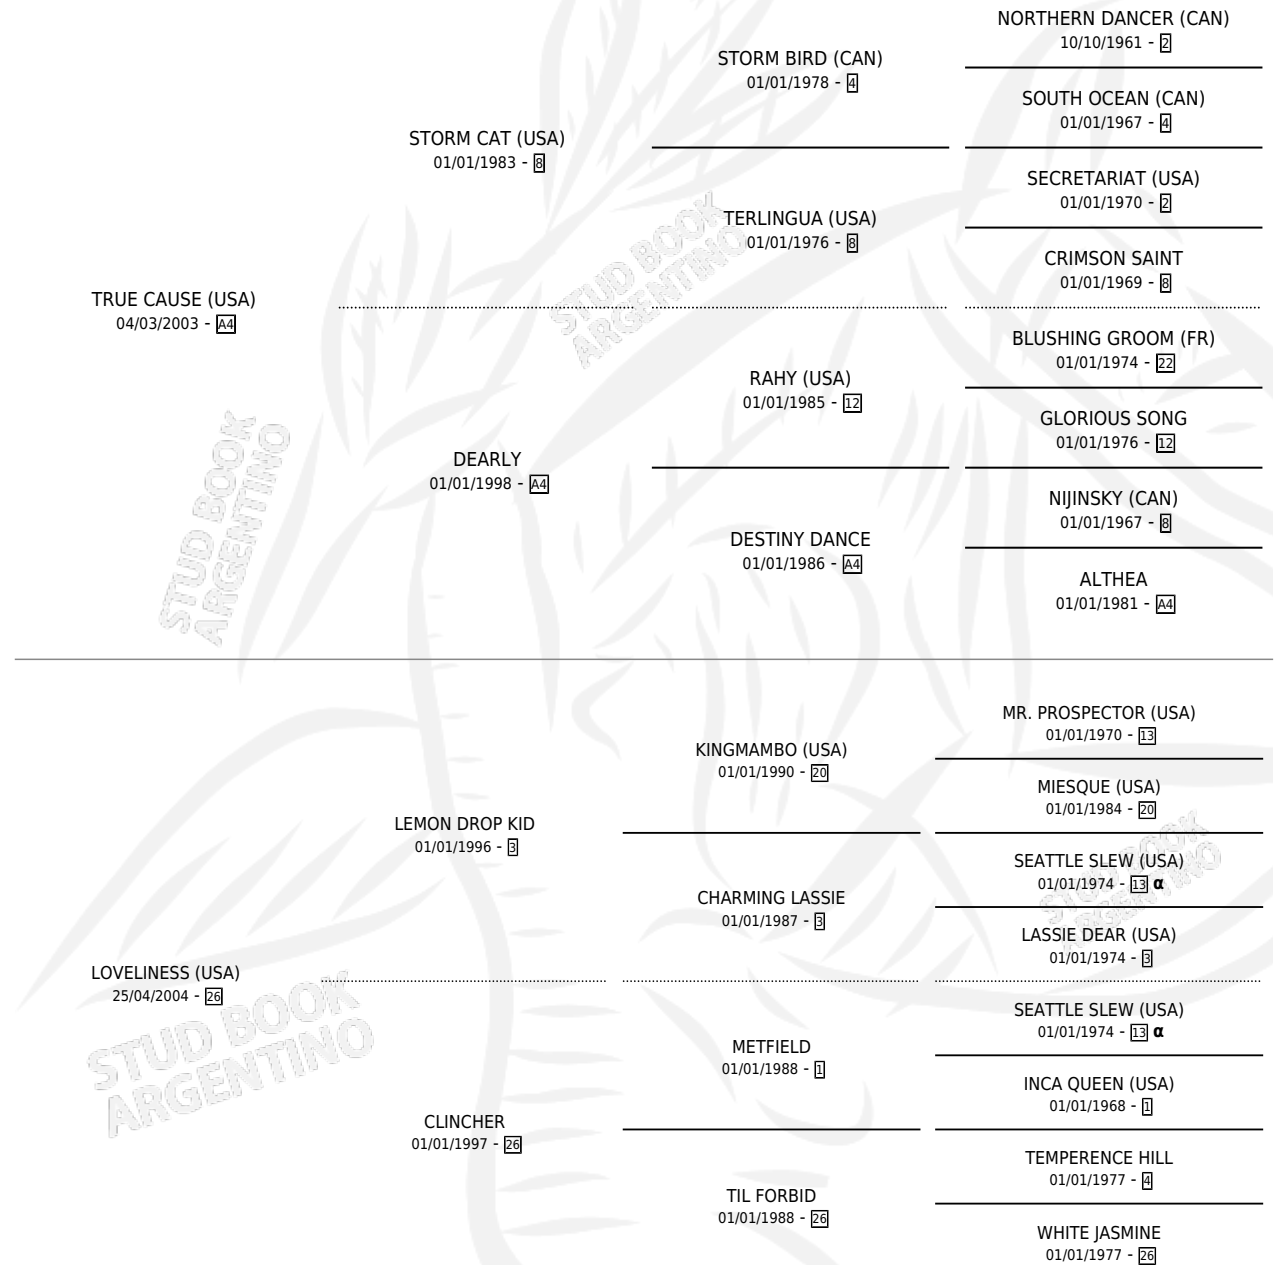 NORTHERN DANCER (CAN)
10/10/1961 - 2
STORM BIRD (CAN)
01/01/1978 - 4
SOUTH OCEAN (CAN)
01/01/1967 - 4
STORM CAT (USA)
01/01/1983 - 8
SECRETARIAT (USA)
01/01/1970 - 2
TERLINGUA (USA)
01/01/1976 - 8
CRIMSON SAINT
01/01/1969 - 8
TRUE CAUSE (USA)
04/03/2003 - A4
BLUSHING GROOM (FR)
01/01/1974 - 22
RAHY (USA)
01/01/1985 - 12
GLORIOUS SONG
01/01/1976 - 12
DEARLY
01/01/1998 - A4
NIJINSKY (CAN)
01/01/1967 - 8
DESTINY DANCE
01/01/1986 - A4
ALTHEA
01/01/1981 - A4
MR. PROSPECTOR (USA)
01/01/1970 - 13
KINGMAMBO (USA)
01/01/1990 - 20
MIESQUE (USA)
01/01/1984 - 20
LEMON DROP KID
01/01/1996 - 3
SEATTLE SLEW (USA)
01/01/1974 - 13 α
CHARMING LASSIE
01/01/1987 - 3
LASSIE DEAR (USA)
01/01/1974 - 3
LOVELINESS (USA)
25/04/2004 - 26
SEATTLE SLEW (USA)
01/01/1974 - 13 α
METFIELD
01/01/1988 - 1
INCA QUEEN (USA)
01/01/1968 - 1
CLINCHER
01/01/1997 - 26
TEMPERENCE HILL
01/01/1977 - 4
TIL FORBID
01/01/1988 - 26
WHITE JASMINE
01/01/1977 - 26
STUD BOOK
ARGENTINO
STUD BOOK
ARGENTINO
STUD BOOK
ARGENTINO
STUD BOOK
ARGENTINO